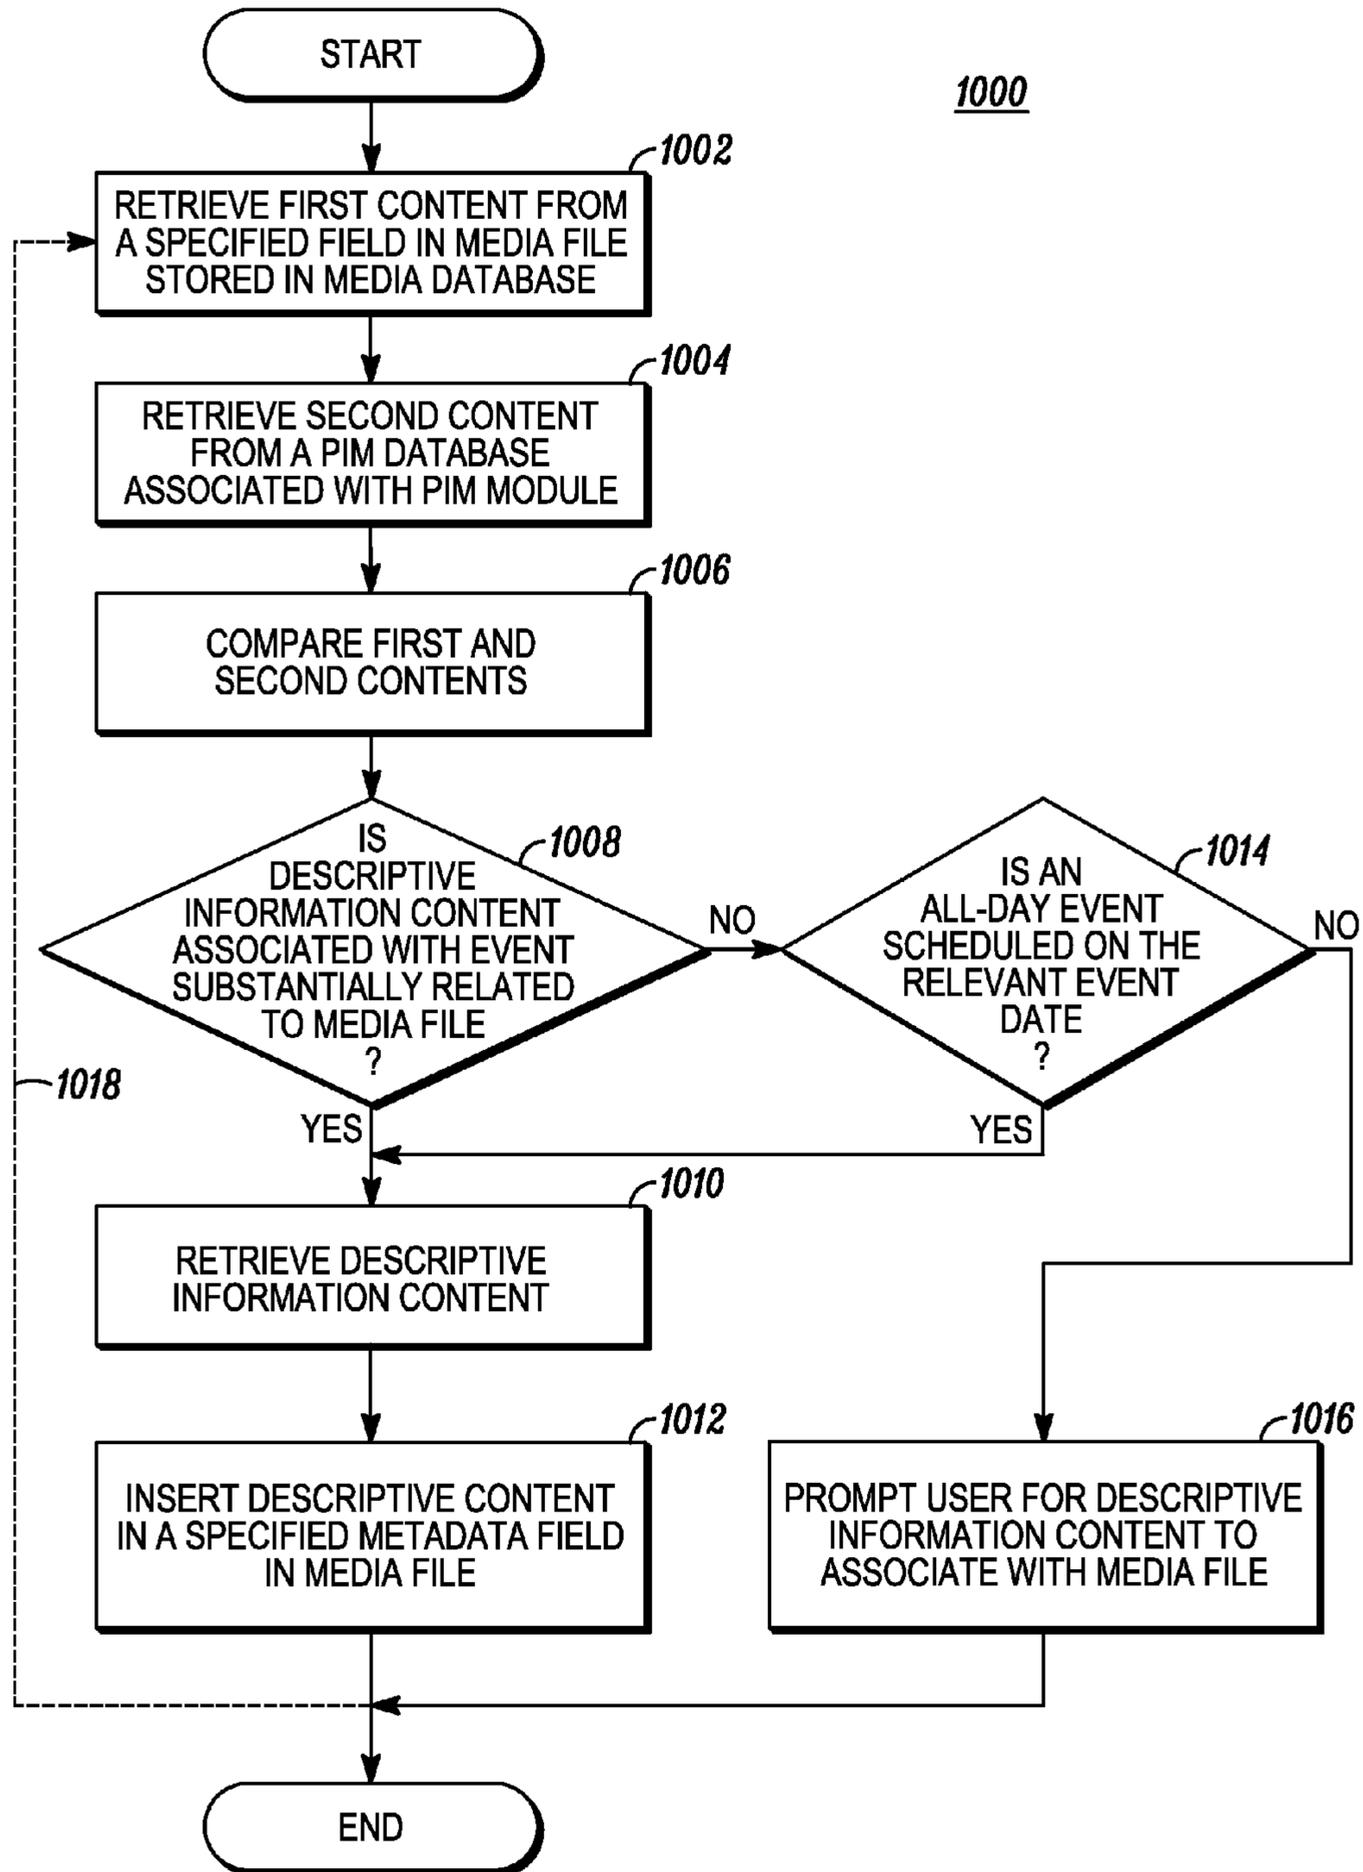 START
1000
1002
RETRIEVE FIRST CONTENT FROM
A SPECIFIED FIELD IN MEDIA FILE
STORED IN MEDIA DATABASE
1004
RETRIEVE SECOND CONTENT
FROM A PIM DATABASE
ASSOCIATED WITH PIM MODULE
1006
COMPARE FIRST AND
SECOND CONTENTS
1008
IS
DESCRIPTIVE
INFORMATION CONTENT
ASSOCIATED WITH EVENT
SUBSTANTIALLY RELATED
TO MEDIA FILE
?
NO
1014
IS AN
ALL-DAY EVENT
SCHEDULED ON THE
RELEVANT EVENT
DATE
?
NO
1018
YES
YES
1010
RETRIEVE DESCRIPTIVE
INFORMATION CONTENT
1012
INSERT DESCRIPTIVE CONTENT
IN A SPECIFIED METADATA FIELD
IN MEDIA FILE
1016
PROMPT USER FOR DESCRIPTIVE
INFORMATION CONTENT TO
ASSOCIATE WITH MEDIA FILE
END